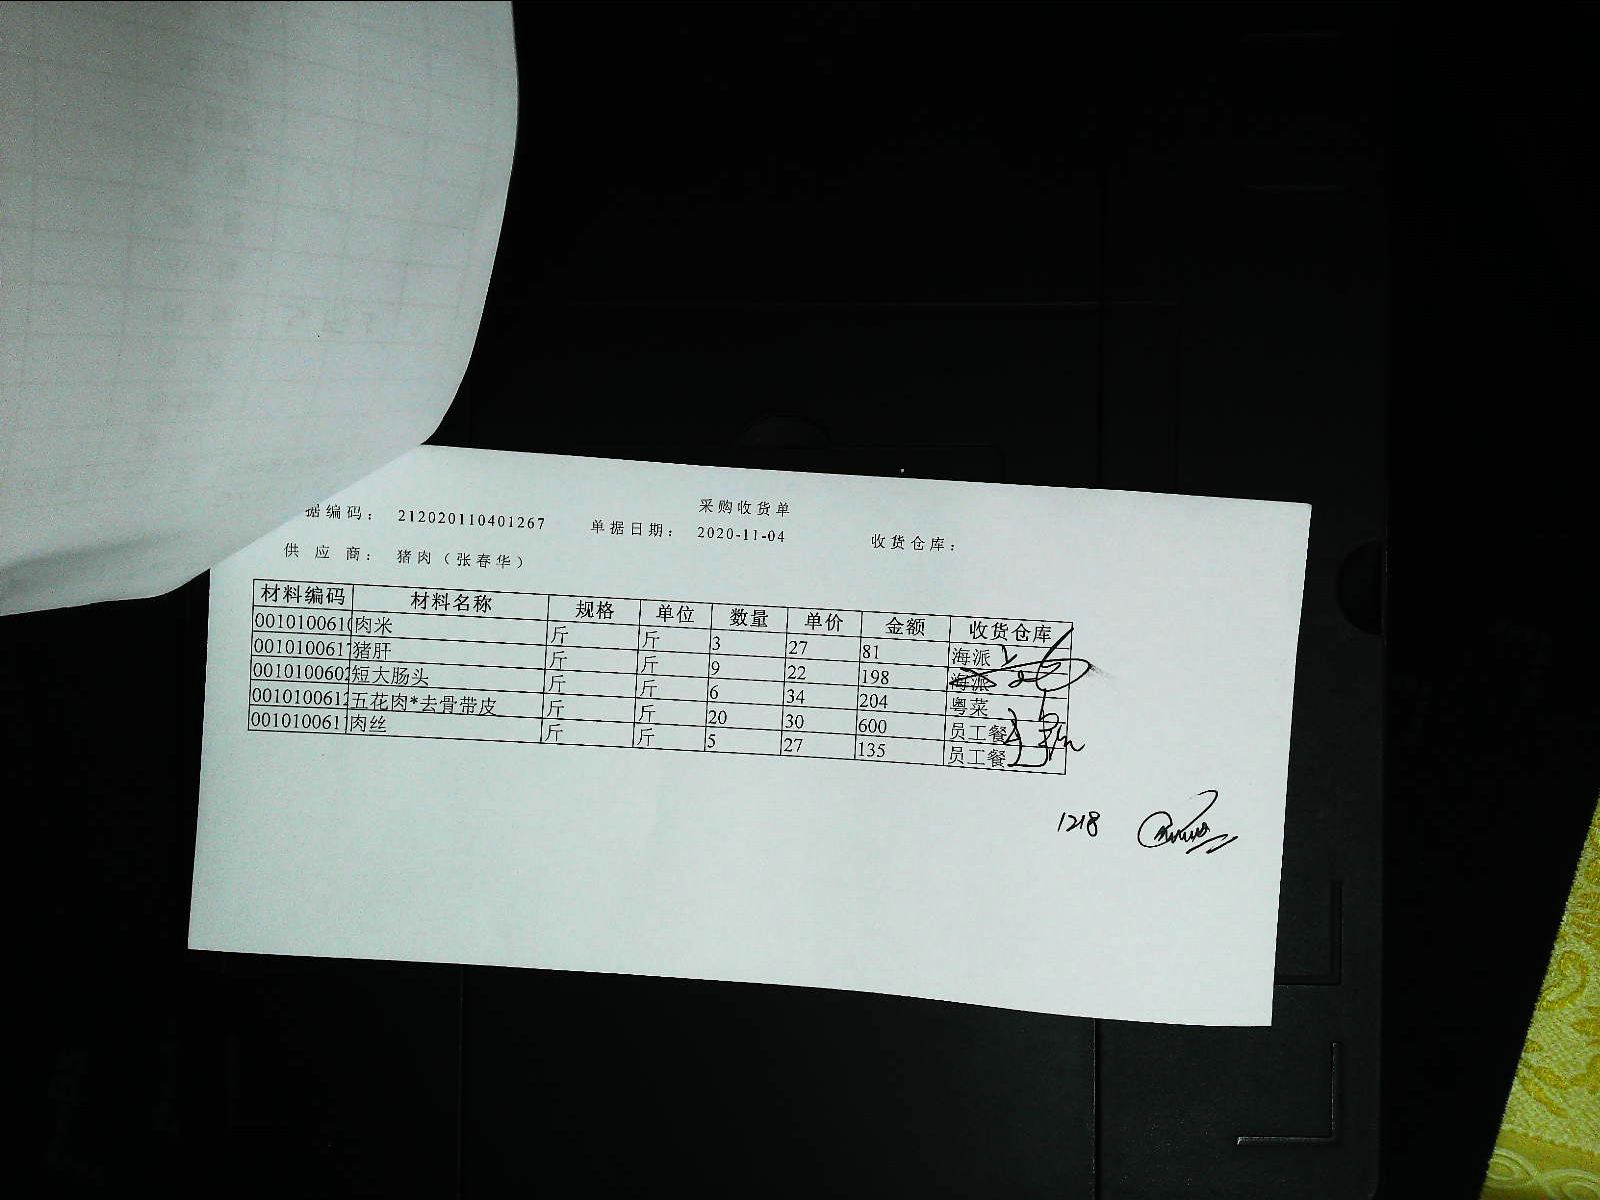 采购收货单
据编码： 212020110401267 单据日期： 2020-11-04 收货仓库：
供 应 商： 猪肉（张春华）
材料编码 材料名称 规格 单位 数量 单价 金额 收货仓库
0010100610 肉米 斤 斤 3 27 81 海派
001010061 猪肝 斤 斤 9 22 198 海派
001010060 短大肠头 斤 斤 6 34 204 粤菜
001010061 五花肉*去骨带皮 斤 斤 20 30 600 员工餐
001010061 肉丝 斤 斤 5 27 135 员工餐
1218